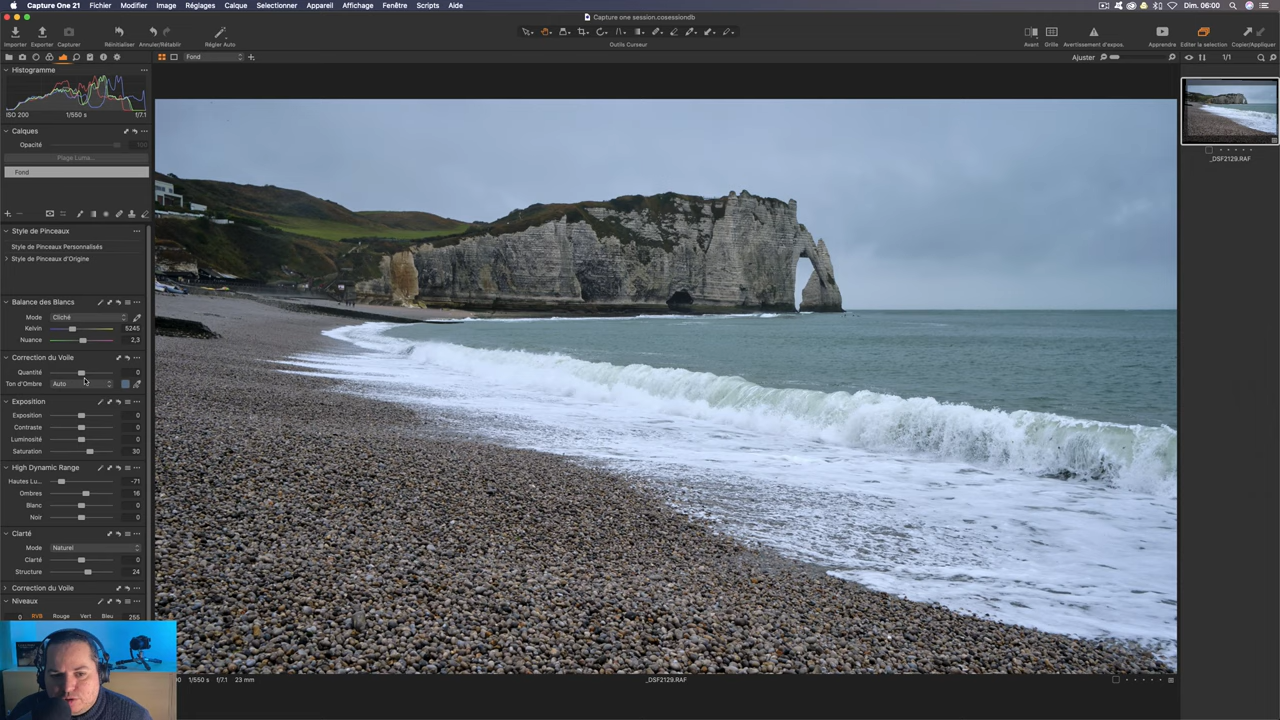 Capture One 21 Fichier Modifier Image Réglages Calque Selectionner Appareil Affichage Fenêtre Scripts Aide Dim. 06:00
Capture one session.cosessiondb
Importer Exporter Capturer Réinitialiser Annuler/Rétablir Régler Auto Outils Curseur Avant Grille Avertissement d'expos. Apprendre Editer la selection Copier/Appliquer
Fond Ajuster 1/1
Histogramme
ISO 200 1/550 s f/7.1
Calques
Opacité 100
Plage Luma...
Fond
_DSF2129.RAF
Style de Pinceaux
Style de Pinceaux Personnalisés
Style de Pinceaux d'Origine
Balance des Blancs
Mode Cliché
Kelvin 5245
Nuance 2,3
Correction du Voile
Quantité 0
Ton d'Ombre Auto
Exposition
Exposition 0
Contraste 0
Luminosité 0
Saturation 30
High Dynamic Range
Hautes Lu... -71
Ombres 16
Blanc 0
Noir 0
Clarté
Mode Naturel
Clarté 0
Structure 24
Correction du Voile
Niveaux
0 RVB Rouge Vert Bleu 255
1/550 s f/7.1 23 mm _DSF2129.RAF